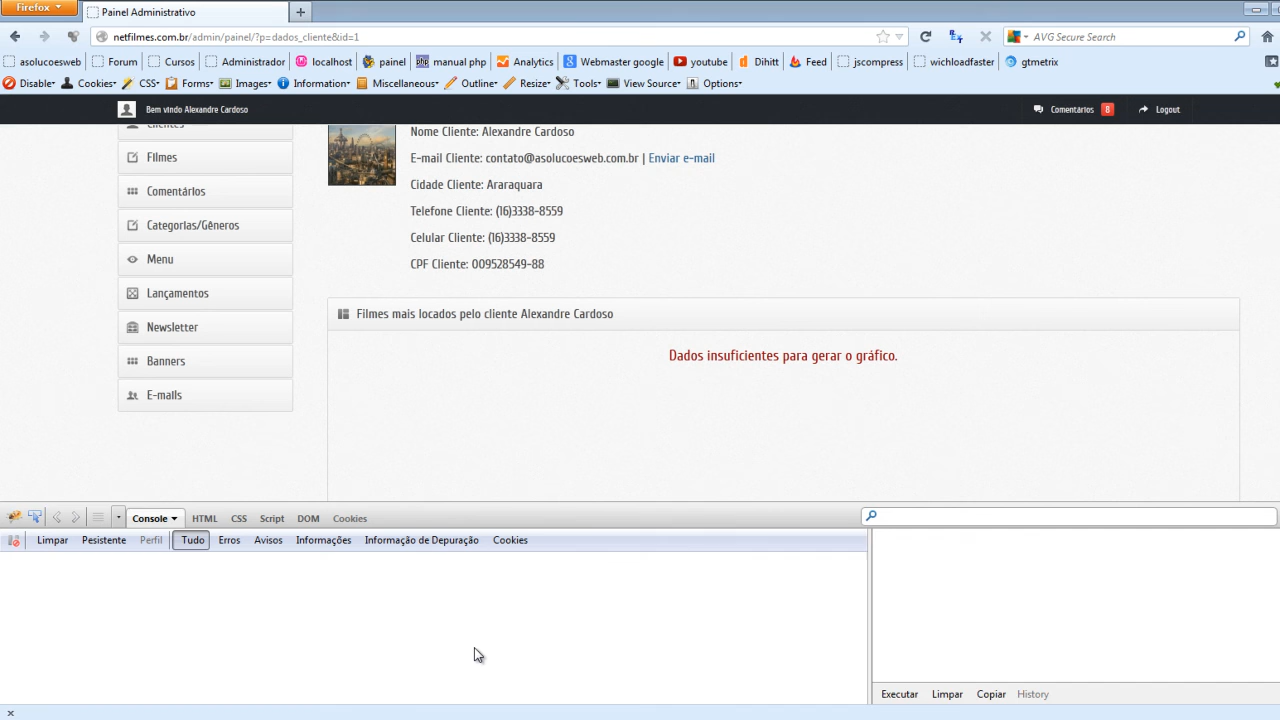 Firefox
Painel Administrativo
netfilmes.com.br/admin/painel/?p=dados_cliente&id=1
AVG Secure Search
asolucoesweb Forum Cursos Administrador localhost painel manual php Analytics Webmaster google youtube Dihitt Feed jscompress wichloadfaster gtmetrix
Disable Cookies CSS Forms Images Information Miscellaneous Outline Resize Tools View Source Options
Bem vindo Alexandre Cardoso
Comentários 8 Logout
Clientes
Filmes
Comentários
Categorias/Gêneros
Menu
Lançamentos
Newsletter
Banners
E-mails
Nome Cliente: Alexandre Cardoso
E-mail Cliente: contato@asolucoesweb.com.br | Enviar e-mail
Cidade Cliente: Araraquara
Telefone Cliente: (16)3338-8559
Celular Cliente: (16)3338-8559
CPF Cliente: 009528549-88
Filmes mais locados pelo cliente Alexandre Cardoso
Dados insuficientes para gerar o gráfico.
Console HTML CSS Script DOM Cookies
Limpar Pesistente Perfil Tudo Erros Avisos Informações Informação de Depuração Cookies
Executar Limpar Copiar History